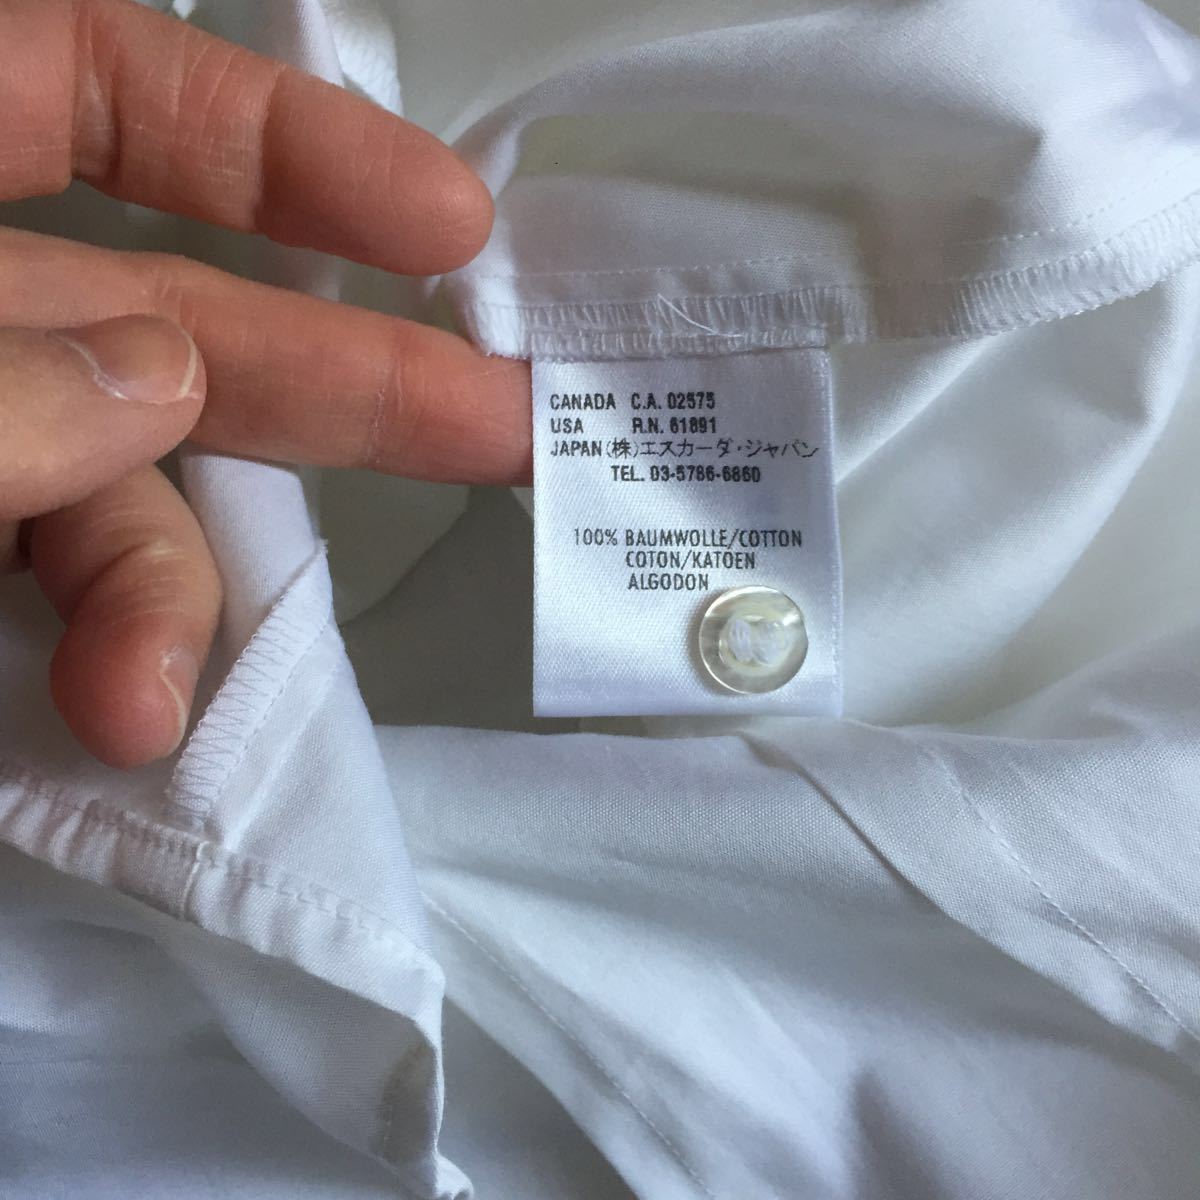 CANADA C.A. 02575
USA R.N. 61891
JAPAN(株)エスカーダ・ジャパン
TEL. 03-5786-6860
100% BAUMWOLLE/COTTON
COTON/KATOEN
ALGODON